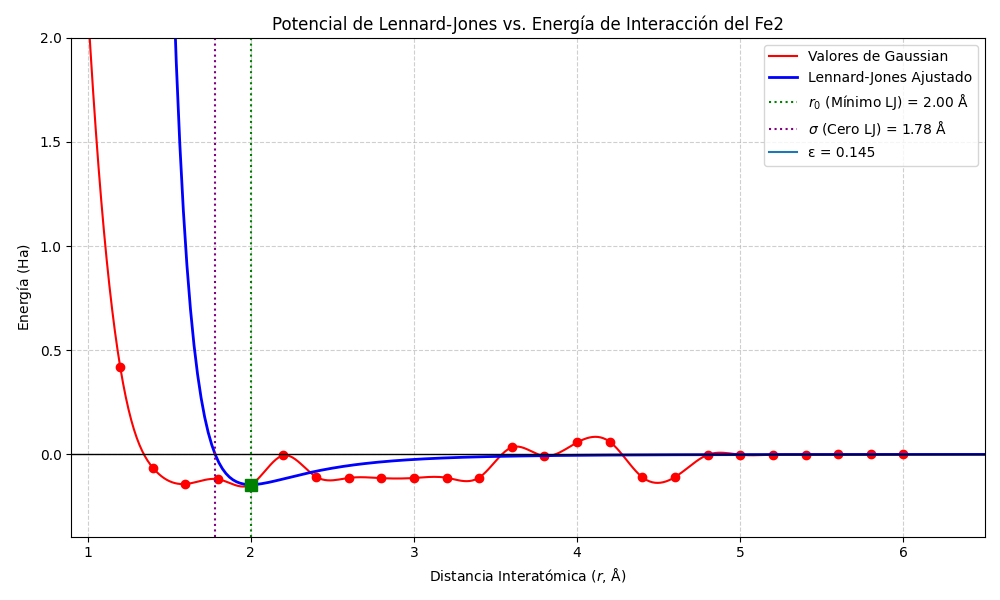 Potencial de Lennard-Jones vs. Energía de Interacción del Fe2
Energía (Ha)
2.0
1.5
1.0
0.5
0.0
Valores de Gaussian
Lennard-Jones Ajustado
r₀ (Mínimo LJ) = 2.00 Å
σ (Cero LJ) = 1.78 Å
ε = 0.145
1 2 3 4 5 6
Distancia Interatómica (r, Å)